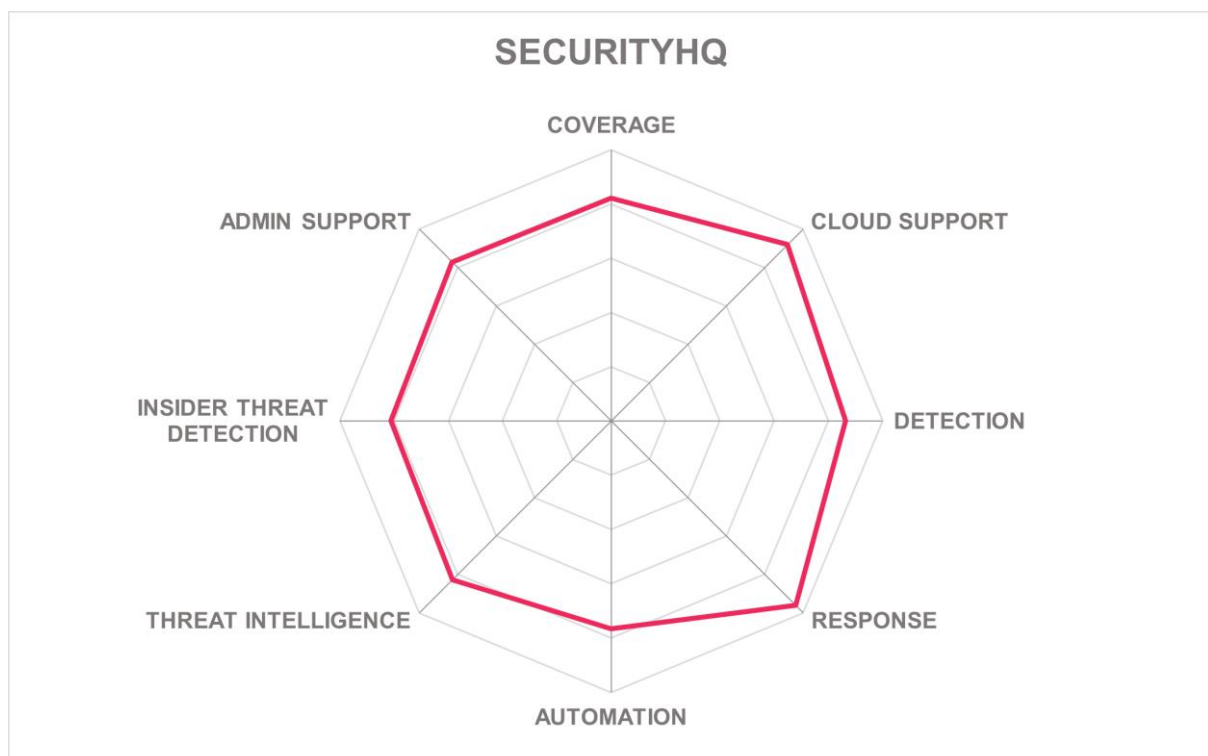 SECURITYHQ
COVERAGE
ADMIN SUPPORT
CLOUD SUPPORT
INSIDER THREAT
DETECTION
DETECTION
THREAT INTELLIGENCE
RESPONSE
AUTOMATION